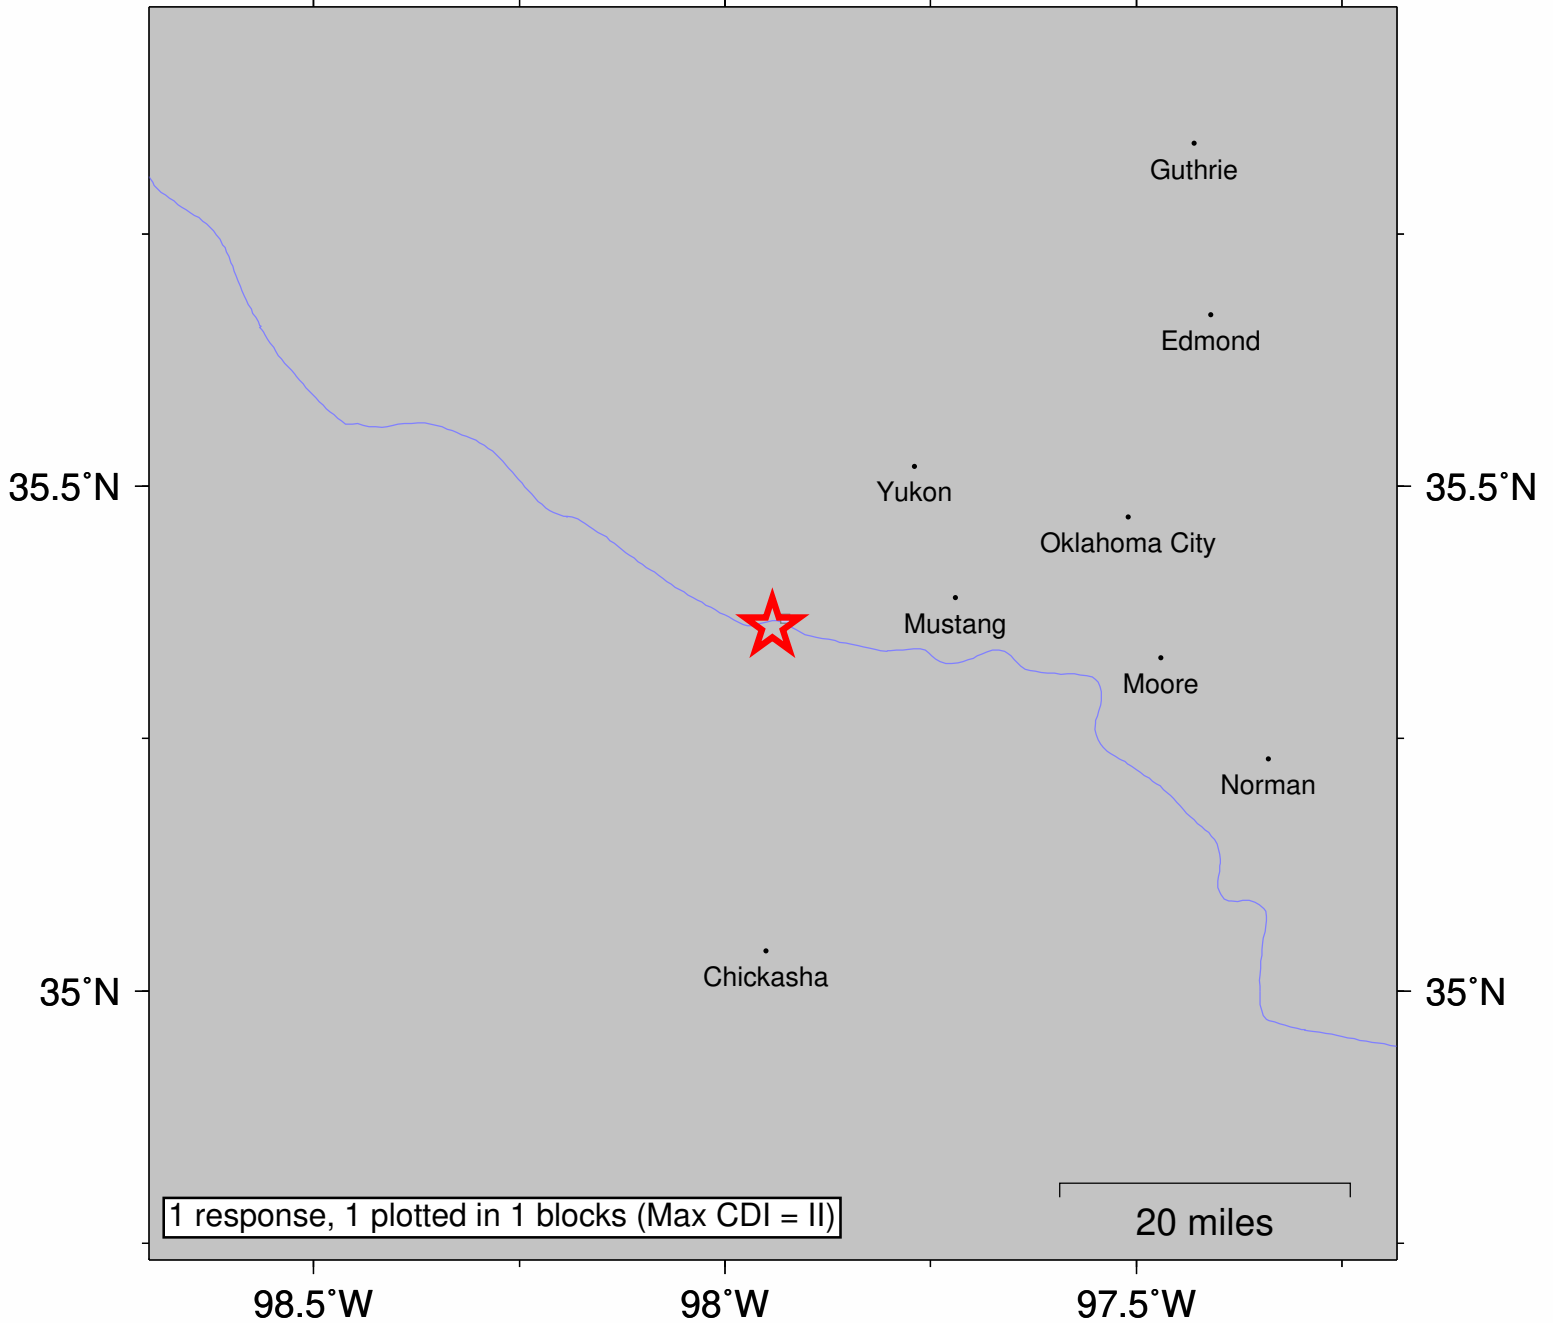 Guthrie
Edmond
35.5˚N
35.5˚N
Yukon
Oklahoma City
Mustang
Moore
Norman
Chickasha
35˚N
35˚N
1 response, 1 plotted in 1 blocks (Max CDI = II)
20 miles
98.5˚W
98˚W
97.5˚W